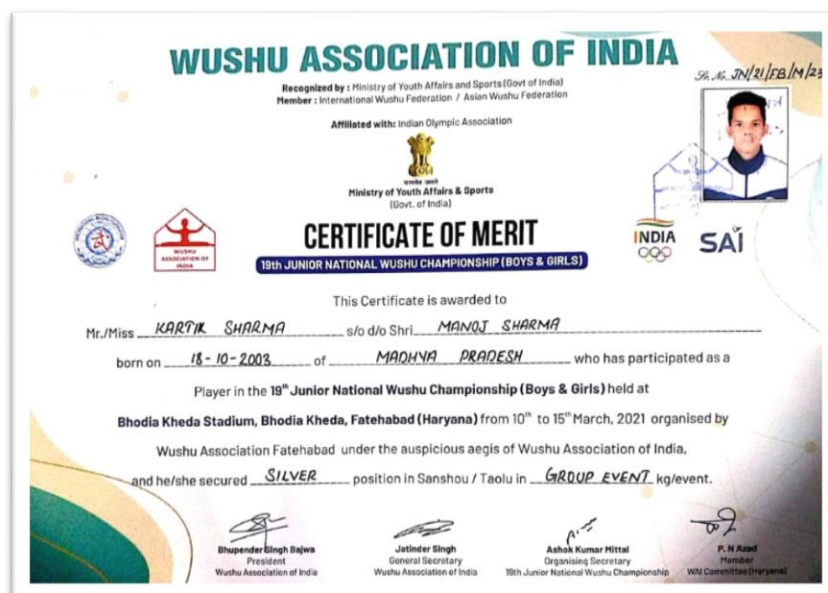 WUSHU ASSOCIATION OF INDIA
Recognized by : Ministry of Youth Affairs and Sports (Govt of India)
Member : International Wushu Federation / Asian Wushu Federation
Sr. No. JN/21/FB/M/23
Affiliated with: Indian Olympic Association
सत्यमेव जयते
Ministry of Youth Affairs & Sports
(Govt. of India)
WUSHU
ASSOCIATION OF
INDIA
CERTIFICATE OF MERIT
INDIA
SAI
19th JUNIOR NATIONAL WUSHU CHAMPIONSHIP (BOYS & GIRLS)
This Certificate is awarded to
Mr./Miss KARTIK SHARMA s/o d/o Shri MANOJ SHARMA
born on 18-10-2003 of MADHYA PRADESH who has participated as a
Player in the 19th Junior National Wushu Championship (Boys & Girls) held at
Bhodia Kheda Stadium, Bhodia Kheda, Fatehabad (Haryana) from 10th to 15th March, 2021 organised by
Wushu Association Fatehabad under the auspicious aegis of Wushu Association of India,
and he/she secured SILVER position in Sanshou / Taolu in GROUP EVENT kg/event.
Bhupender Singh Bajwa
President
Wushu Association of India
Jatinder Singh
General Secretary
Wushu Association of India
Ashok Kumar Mittal
Organising Secretary
19th Junior National Wushu Championship
P. N Azad
Member
WAI Committee (Haryana)